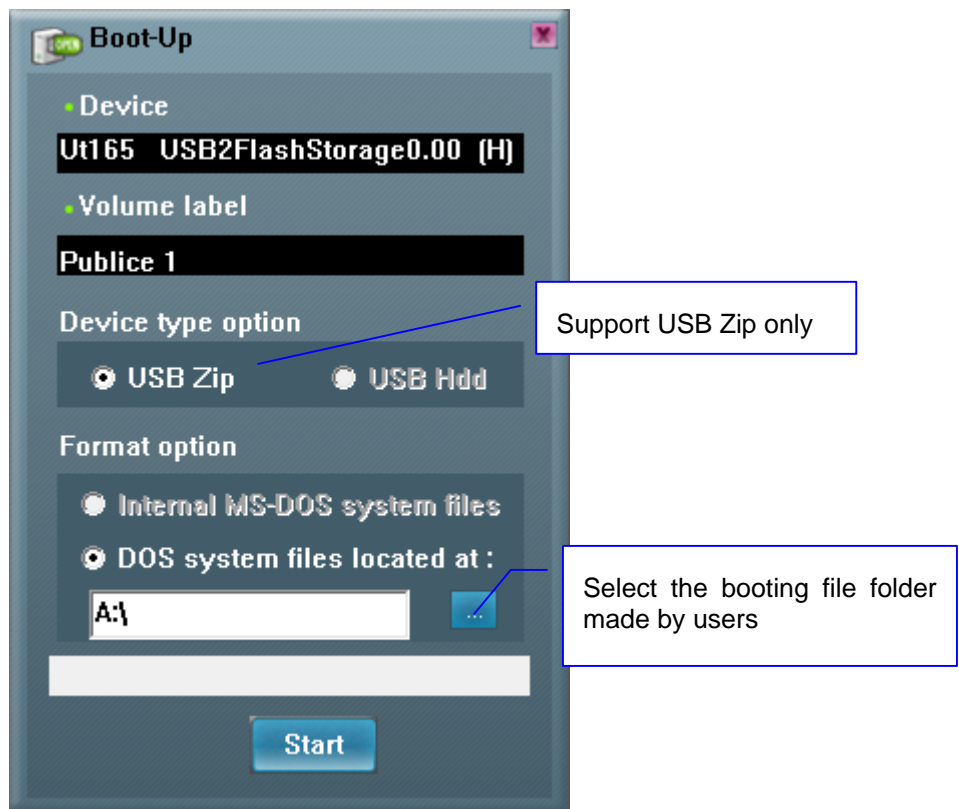 OPEN
Boot-Up
Device
Ut165 USB2FlashStorage0.00 (H)
Volume label
Publice 1
Device type option
Support USB Zip only
USB Zip
USB Hdd
Format option
Internal MS-DOS system files
DOS system files located at :
A:\
...
Select the booting file folder
made by users
Start